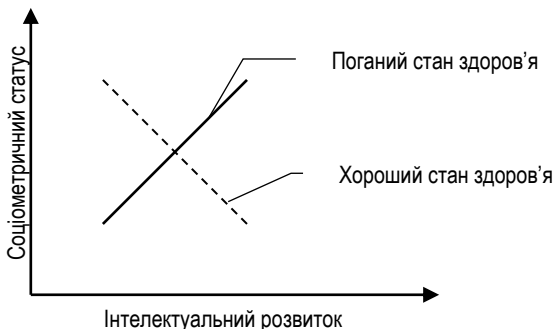 Соціометричний статус
Поганий стан здоров’я
Хороший стан здоров’я
Інтелектуальний розвиток